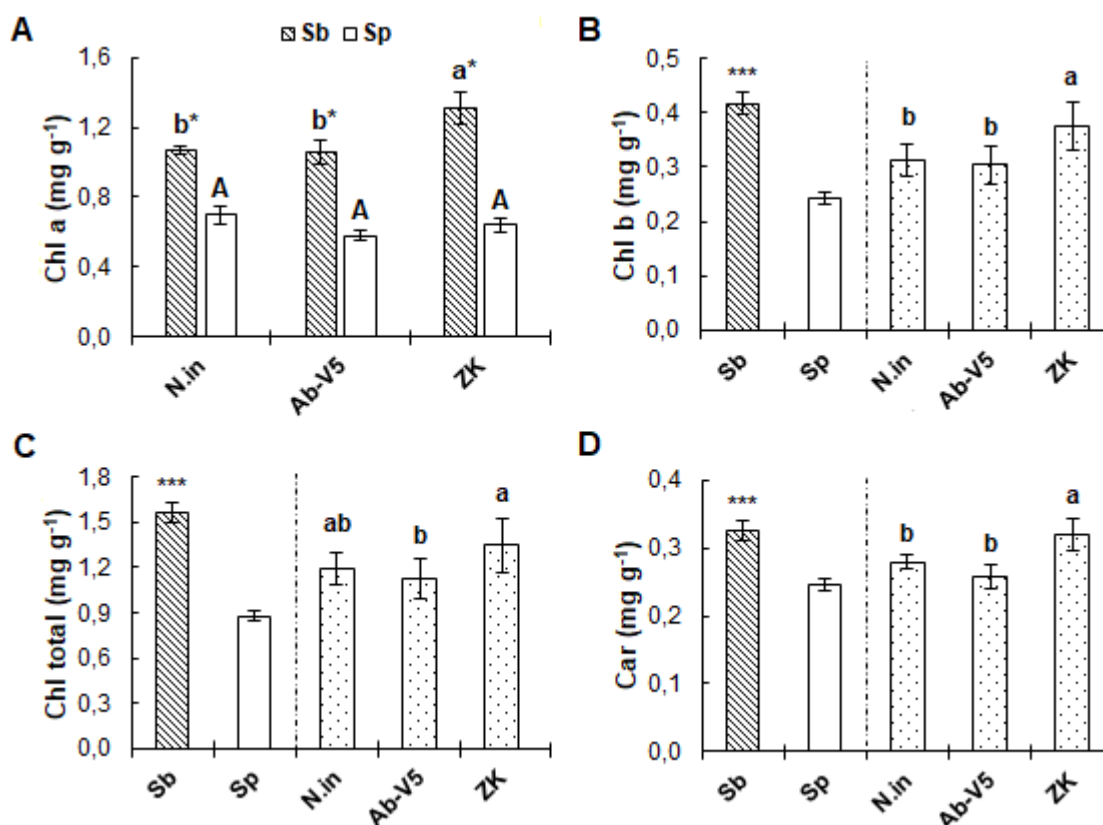 A
Sb Sp
Chl a (mg g⁻¹)
1,6
1,2
0,8
0,4
0,0
b* A b* A a* A
N.in Ab-V5 ZK
B
Chl b (mg g⁻¹)
0,5
0,4
0,3
0,2
0,1
0,0
*** b b a
Sb Sp N.in Ab-V5 ZK
C
Chl total (mg g⁻¹)
1,8
1,5
1,2
0,9
0,6
0,3
0,0
*** ab b a
Sb Sp N.in Ab-V5 ZK
D
Car (mg g⁻¹)
0,4
0,3
0,2
0,1
0,0
*** b b a
Sb Sp N.in Ab-V5 ZK